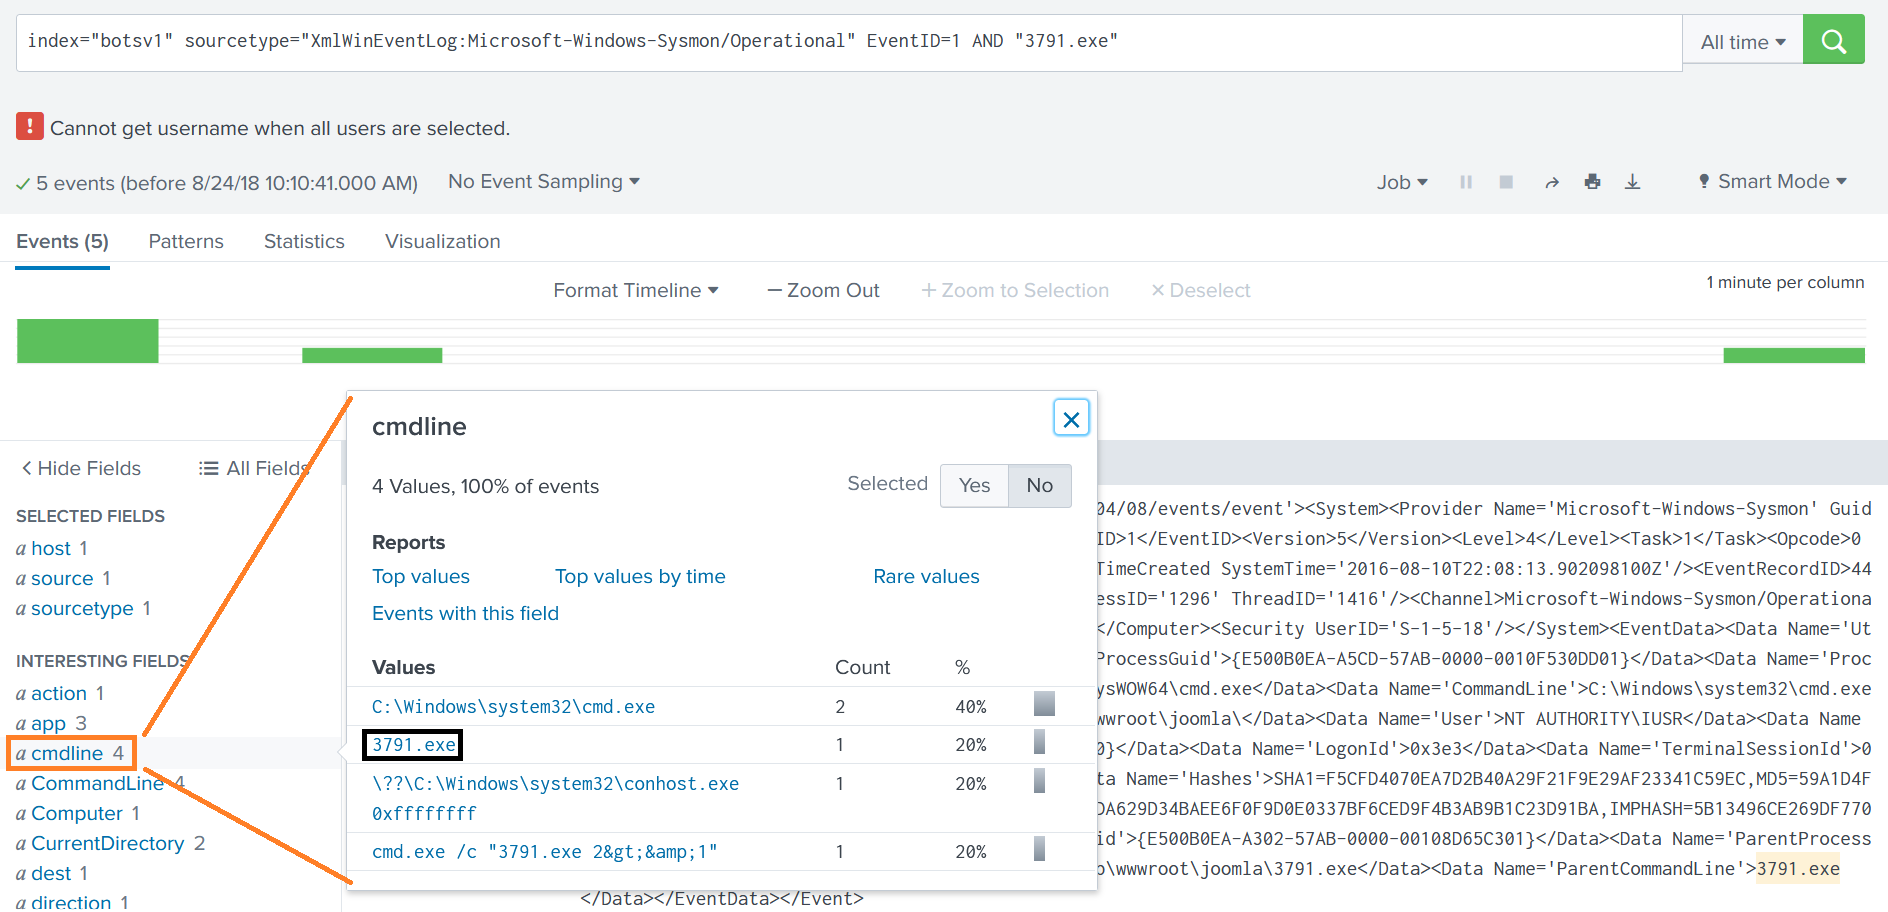 index="botsv1" sourcetype="XmlWinEventLog:Microsoft-Windows-Sysmon/Operational" EventID=1 AND "3791.exe"
All time
! Cannot get username when all users are selected.
5 events (before 8/24/18 10:10:41.000 AM)
No Event Sampling
Job
Smart Mode
Events (5)
Patterns
Statistics
Visualization
Format Timeline
— Zoom Out
+ Zoom to Selection
× Deselect
1 minute per column
Hide Fields
All Fields
SELECTED FIELDS
a host 1
a source 1
a sourcetype 1
INTERESTING FIELDS
a action 1
a app 3
a cmdline 4
a CommandLine 4
a Computer 1
a CurrentDirectory 2
a dest 1
a direction 1
cmdline
4 Values, 100% of events
Selected
Yes
No
Reports
Top values
Top values by time
Rare values
Events with this field
Values Count %
C:\Windows\system32\cmd.exe 2 40%
3791.exe 1 20%
\??\C:\Windows\system32\conhost.exe 1 20%
0xffffffff
cmd.exe /c "3791.exe 2&gt;&amp;1" 1 20%
04/08/events/event'><System><Provider Name='Microsoft-Windows-Sysmon' Guid
ID>1</EventID><Version>5</Version><Level>4</Level><Task>1</Task><Opcode>0
TimeCreated SystemTime='2016-08-10T22:08:13.902098100Z'/><EventRecordID>44
essID='1296' ThreadID='1416'/><Channel>Microsoft-Windows-Sysmon/Operationa
</Computer><Security UserID='S-1-5-18'/></System><EventData><Data Name='Ut
ProcessGuid'>{E500B0EA-A5CD-57AB-0000-0010F530DD01}</Data><Data Name='Proc
ysWOW64\cmd.exe</Data><Data Name='CommandLine'>C:\Windows\system32\cmd.exe
wwroot\joomla\</Data><Data Name='User'>NT AUTHORITY\IUSR</Data><Data Name
0}</Data><Data Name='LogonId'>0x3e3</Data><Data Name='TerminalSessionId'>0
ta Name='Hashes'>SHA1=F5CFD4070EA7D2B40A29F21F9E29AF23341C59EC,MD5=59A1D4F
DA629D34BAEE6F0F9D0E0337BF6CED9F4B3AB9B1C23D91BA,IMPHASH=5B13496CE269DF770
id'>{E500B0EA-A302-57AB-0000-00108D65C301}</Data><Data Name='ParentProcess
b\wwwroot\joomla\3791.exe</Data><Data Name='ParentCommandLine'>3791.exe
</Data></EventData></Event>